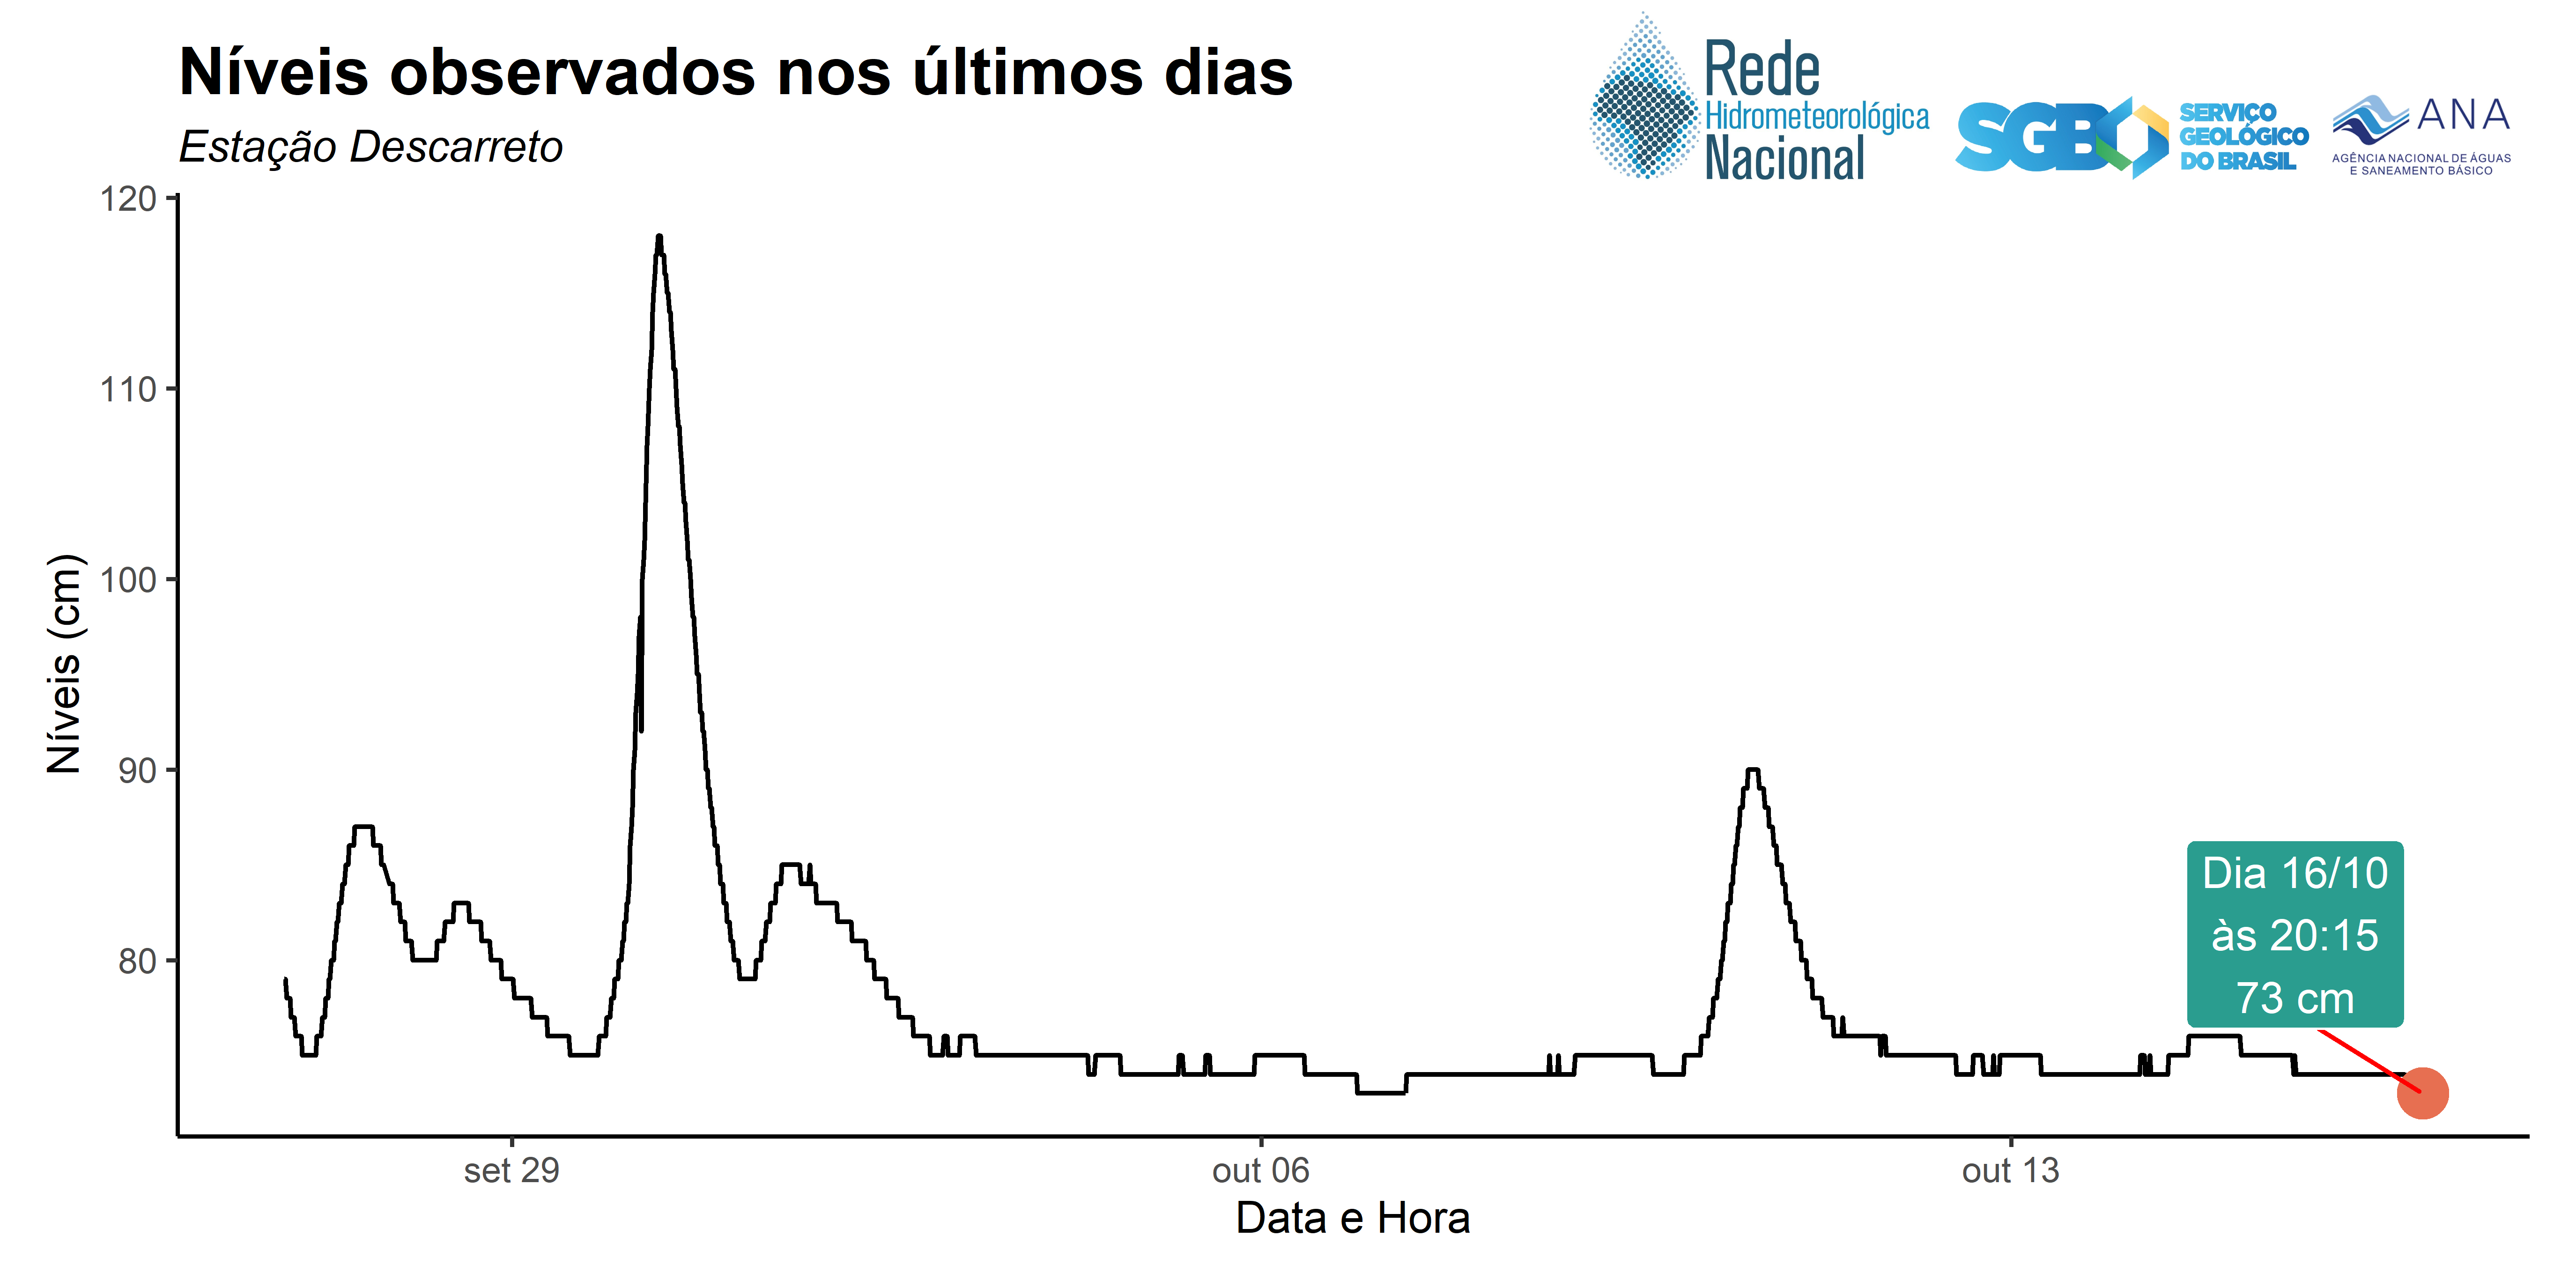 Níveis observados nos últimos dias
Estação Descarreto
Rede
Hidrometeorológica
Nacional
SGB
SERVIÇO
GEOLÓGICO
DO BRASIL
ANA
AGÊNCIA NACIONAL DE ÁGUAS
E SANEAMENTO BÁSICO
Níveis (cm)
120
110
100
90
80
Dia 16/10
às 20:15
73 cm
set 29
out 06
out 13
Data e Hora